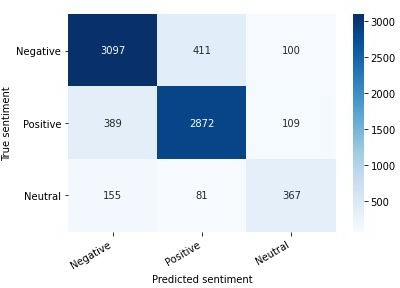 Negative 3097 411 100
Positive 389 2872 109
Neutral 155 81 367
Negative Positive Neutral
True sentiment
Predicted sentiment
3000
2500
2000
1500
1000
500